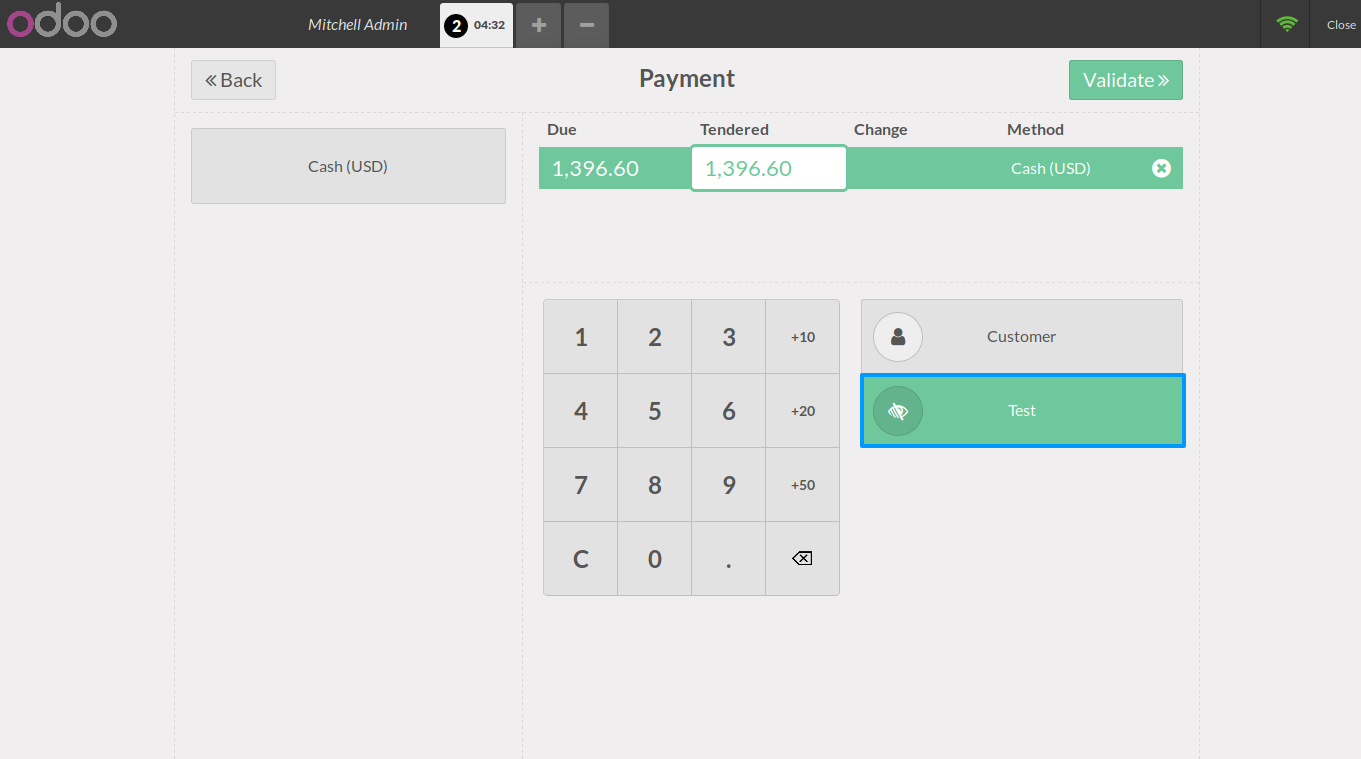 odoo Mitchell Admin 2 04:32 Close
Back Payment Validate
Cash (USD)
Due Tendered Change Method
1,396.60 1,396.60 Cash (USD)
1 2 3 +10
4 5 6 +20
7 8 9 +50
C 0 .
Customer
Test